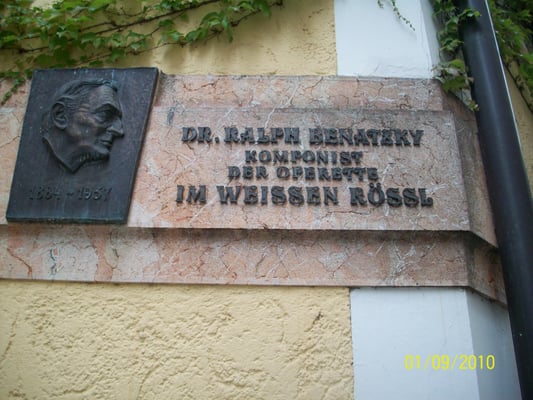 DR. RALPH BENATZKY
KOMPONIST
DER OPERETTE
IM WEISSEN RÖSSL
1884 - 1957
01/09/2010